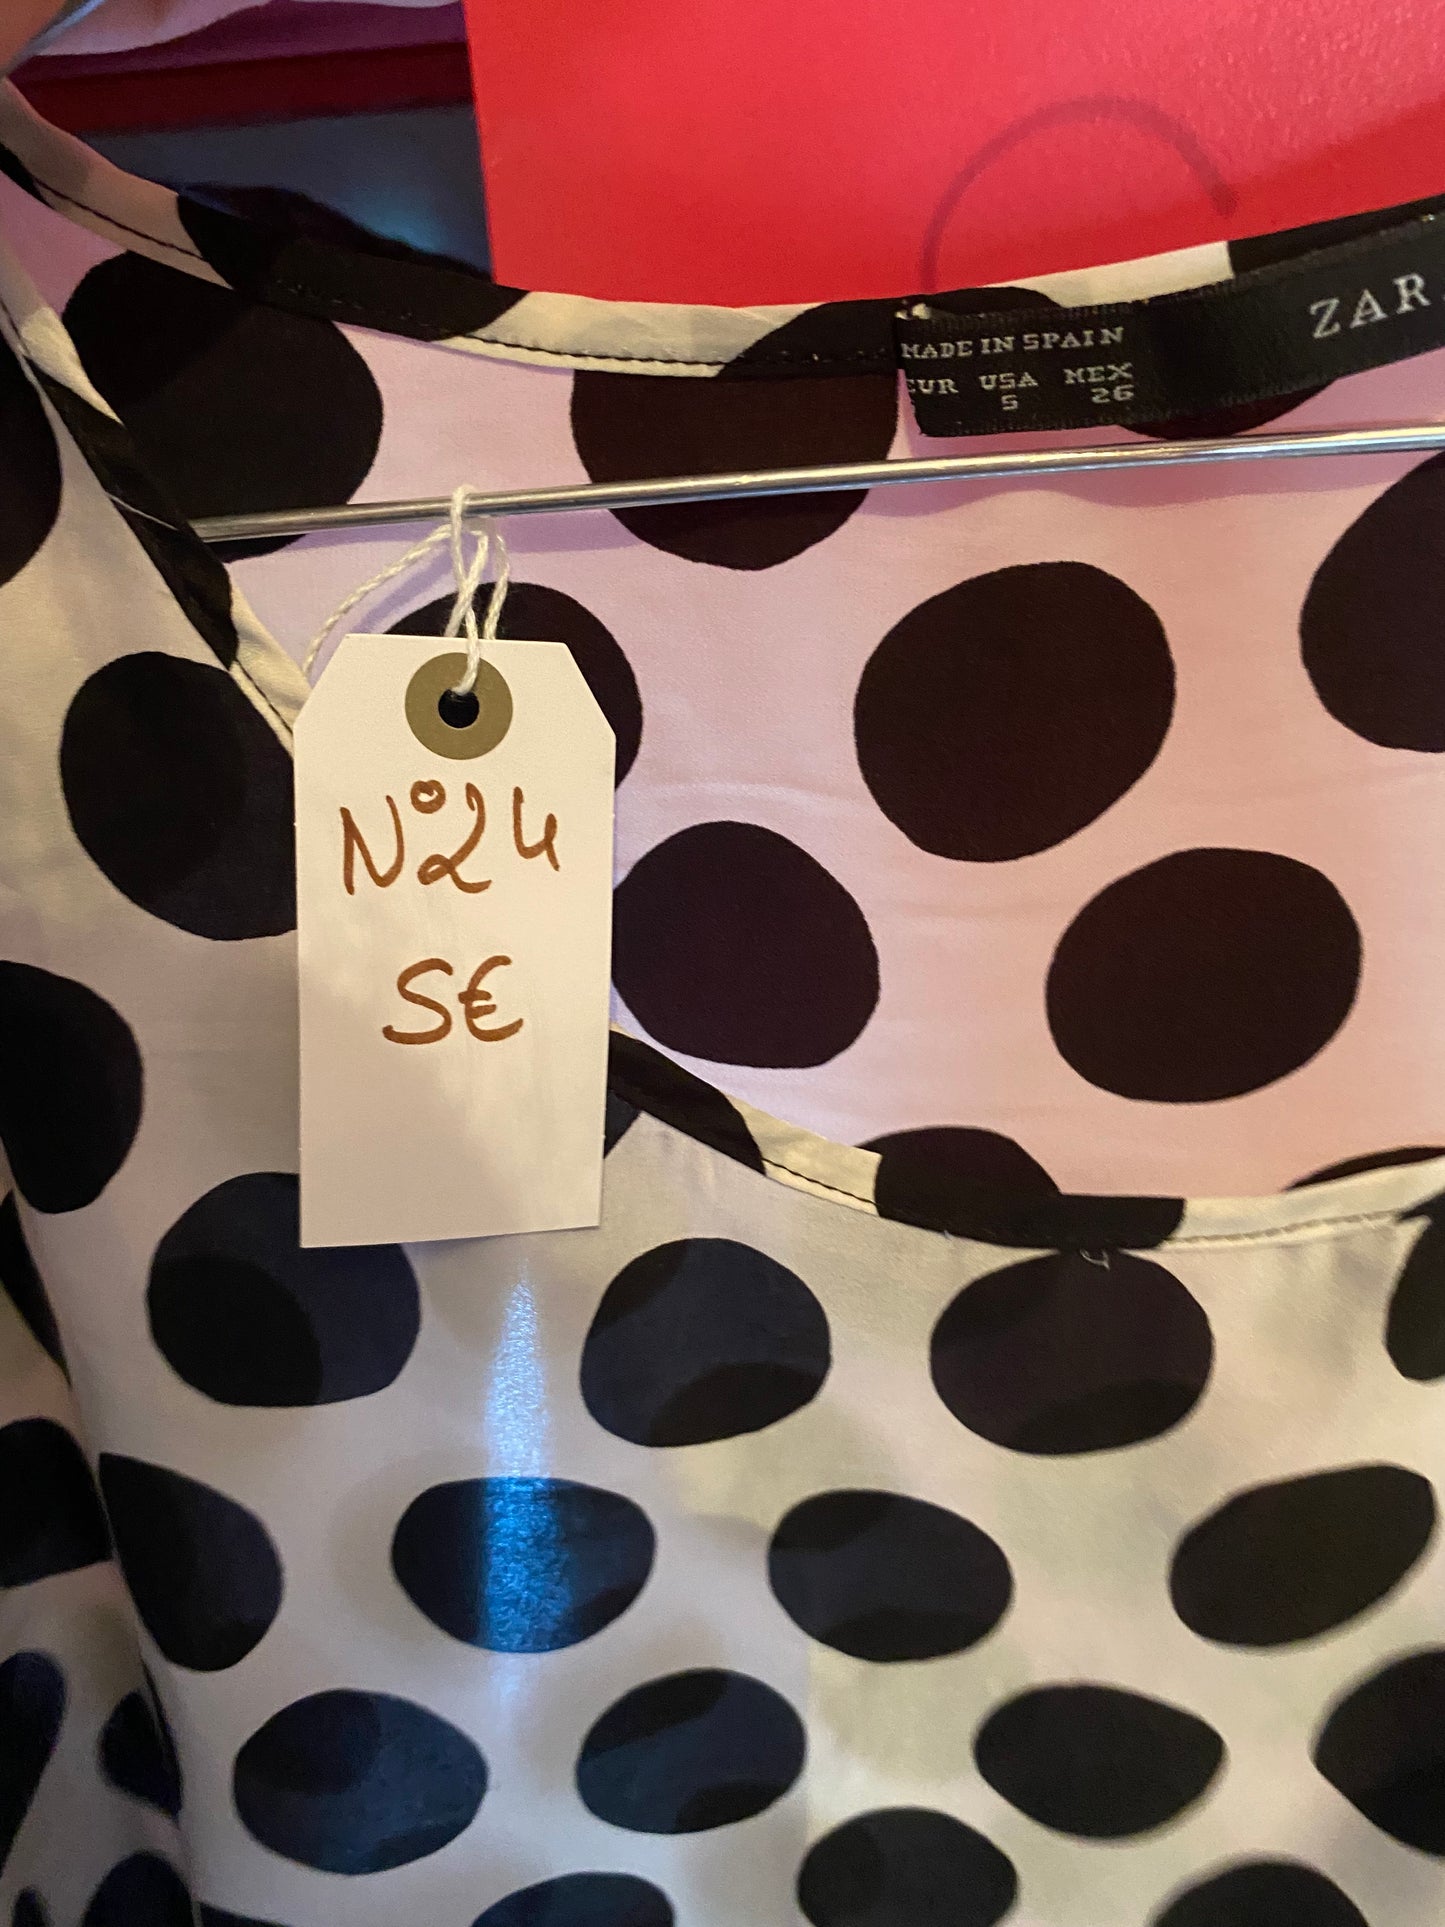 ZAR
MADE IN SPAIN
EUR USA MEX
S 26
N°24
5€